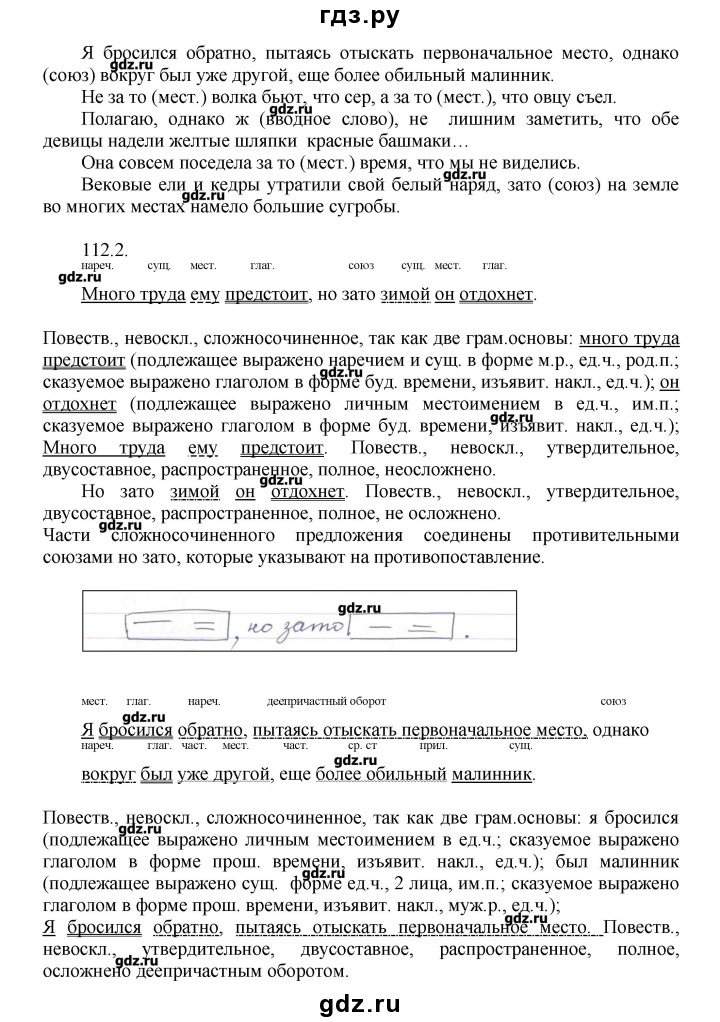 гдз.ру
Я бросился обратно, пытаясь отыскать первоначальное место, однако
(союз) вокруг был уже другой, еще более обильный малинник.
Не за то (мест.) волка бьют, что сер, а за то (мест.), что овцу съел.
Полагаю, однако ж (вводное слово), не лишним заметить, что обе
девицы надели желтые шляпки красные башмаки…
Она совсем поседела за то (мест.) время, что мы не виделись.
Вековые ели и кедры утратили свой белый наряд, зато (союз) на земле
во многих местах намело большие сугробы.
112.2.
нареч. сущ. мест. глаг. союз сущ. мест. глаг.
Много труда ему предстоит, но зато зимой он отдохнет.
Повеств., невоскл., сложносочиненное, так как две грам.основы: много труда
предстоит (подлежащее выражено наречием и сущ. в форме м.р., ед.ч., род.п.;
сказуемое выражено глаголом в форме буд. времени, изъявит. накл., ед.ч.); он
отдохнет (подлежащее выражено личным местоимением в ед.ч., им.п.;
сказуемое выражено глаголом в форме буд. времени, изъявит. накл., ед.ч.);
Много труда ему предстоит. Повеств., невоскл., утвердительное,
двусоставное, распространенное, полное, неосложнено.
Но зато зимой он отдохнет. Повеств., невоскл., утвердительное,
двусоставное, распространенное, полное, не осложнено.
Части сложносочиненного предложения соединены противительными
союзами но зато, которые указывают на противопоставление.
, но зато .
мест. глаг. нареч. деепричастный оборот союз
Я бросился обратно, пытаясь отыскать первоначальное место, однако
нареч. глаг. част. мест. част. ср. ст прил. сущ.
вокруг был уже другой, еще более обильный малинник.
Повеств., невоскл., сложносочиненное, так как две грам.основы: я бросился
(подлежащее выражено личным местоимением в ед.ч.; сказуемое выражено
глаголом в форме прош. времени, изъявит. накл., ед.ч.); был малинник
(подлежащее выражено сущ. форме ед.ч., 2 лица, им.п.; сказуемое выражено
глаголом в форме прош. времени, изъявит. накл., муж.р., ед.ч.);
Я бросился обратно, пытаясь отыскать первоначальное место. Повеств.,
невоскл., утвердительное, двусоставное, распространенное, полное,
осложнено деепричастным оборотом.
gdz.ru